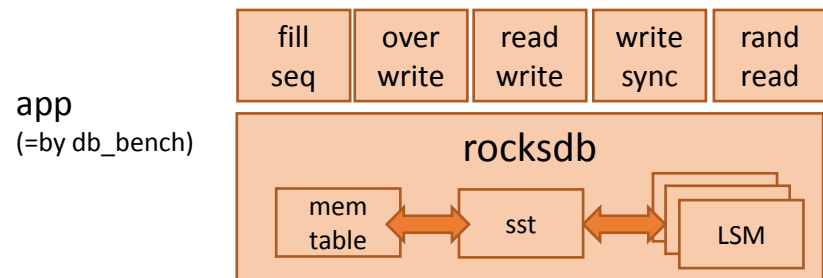 fill
seq
over
write
read
write
write
sync
rand
read
app
(=by db_bench)
rocksdb
mem
table
sst
LSM